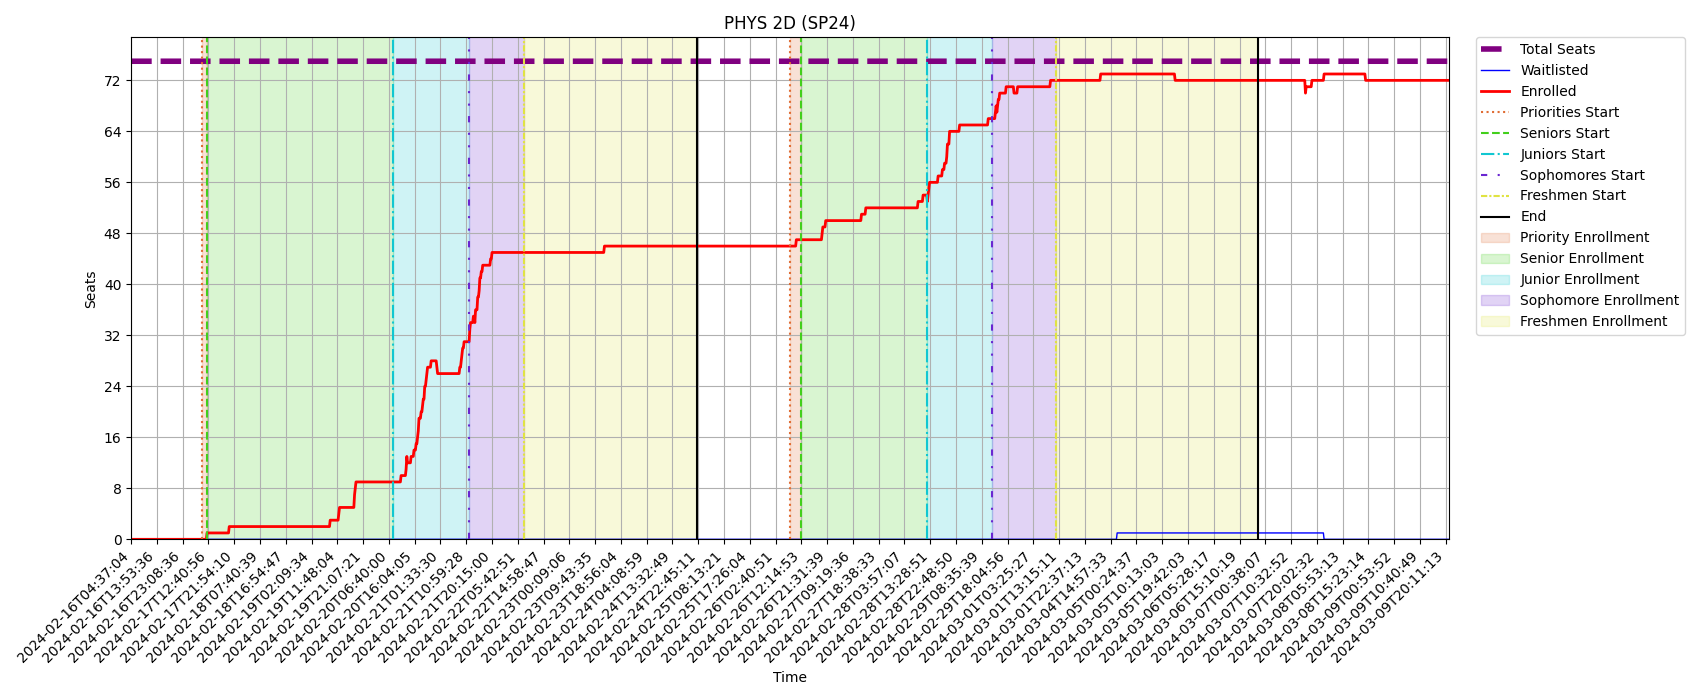 PHYS 2D (SP24)
Total Seats
Waitlisted
Enrolled
Priorities Start
Seniors Start
Juniors Start
Sophomores Start
Freshmen Start
End
Priority Enrollment
Senior Enrollment
Junior Enrollment
Sophomore Enrollment
Freshmen Enrollment
Seats
72
64
56
48
40
32
24
16
8
0
2024-02-16T04:37:04
2024-02-16T13:53:36
2024-02-16T23:08:36
2024-02-17T12:40:56
2024-02-17T21:54:10
2024-02-18T07:40:39
2024-02-18T16:54:47
2024-02-19T02:09:34
2024-02-19T11:48:04
2024-02-19T21:07:21
2024-02-20T06:40:00
2024-02-20T16:04:05
2024-02-21T01:33:30
2024-02-21T10:59:28
2024-02-21T20:15:00
2024-02-22T05:42:51
2024-02-22T14:58:47
2024-02-23T00:09:06
2024-02-23T09:43:35
2024-02-23T18:56:04
2024-02-24T04:08:59
2024-02-24T13:32:49
2024-02-24T22:45:11
2024-02-25T08:13:21
2024-02-25T17:26:04
2024-02-26T02:40:51
2024-02-26T12:14:53
2024-02-26T21:31:39
2024-02-27T09:19:36
2024-02-27T18:38:33
2024-02-28T03:57:07
2024-02-28T13:28:51
2024-02-28T22:48:50
2024-02-29T08:35:39
2024-02-29T18:04:56
2024-03-01T03:25:27
2024-03-01T13:15:11
2024-03-01T22:37:13
2024-03-04T14:57:33
2024-03-05T00:24:37
2024-03-05T10:13:03
2024-03-05T19:42:03
2024-03-06T05:28:17
2024-03-06T15:10:19
2024-03-07T00:38:07
2024-03-07T10:32:52
2024-03-07T20:02:32
2024-03-08T05:53:13
2024-03-08T15:23:14
2024-03-09T00:53:52
2024-03-09T10:40:49
2024-03-09T20:11:13
Time